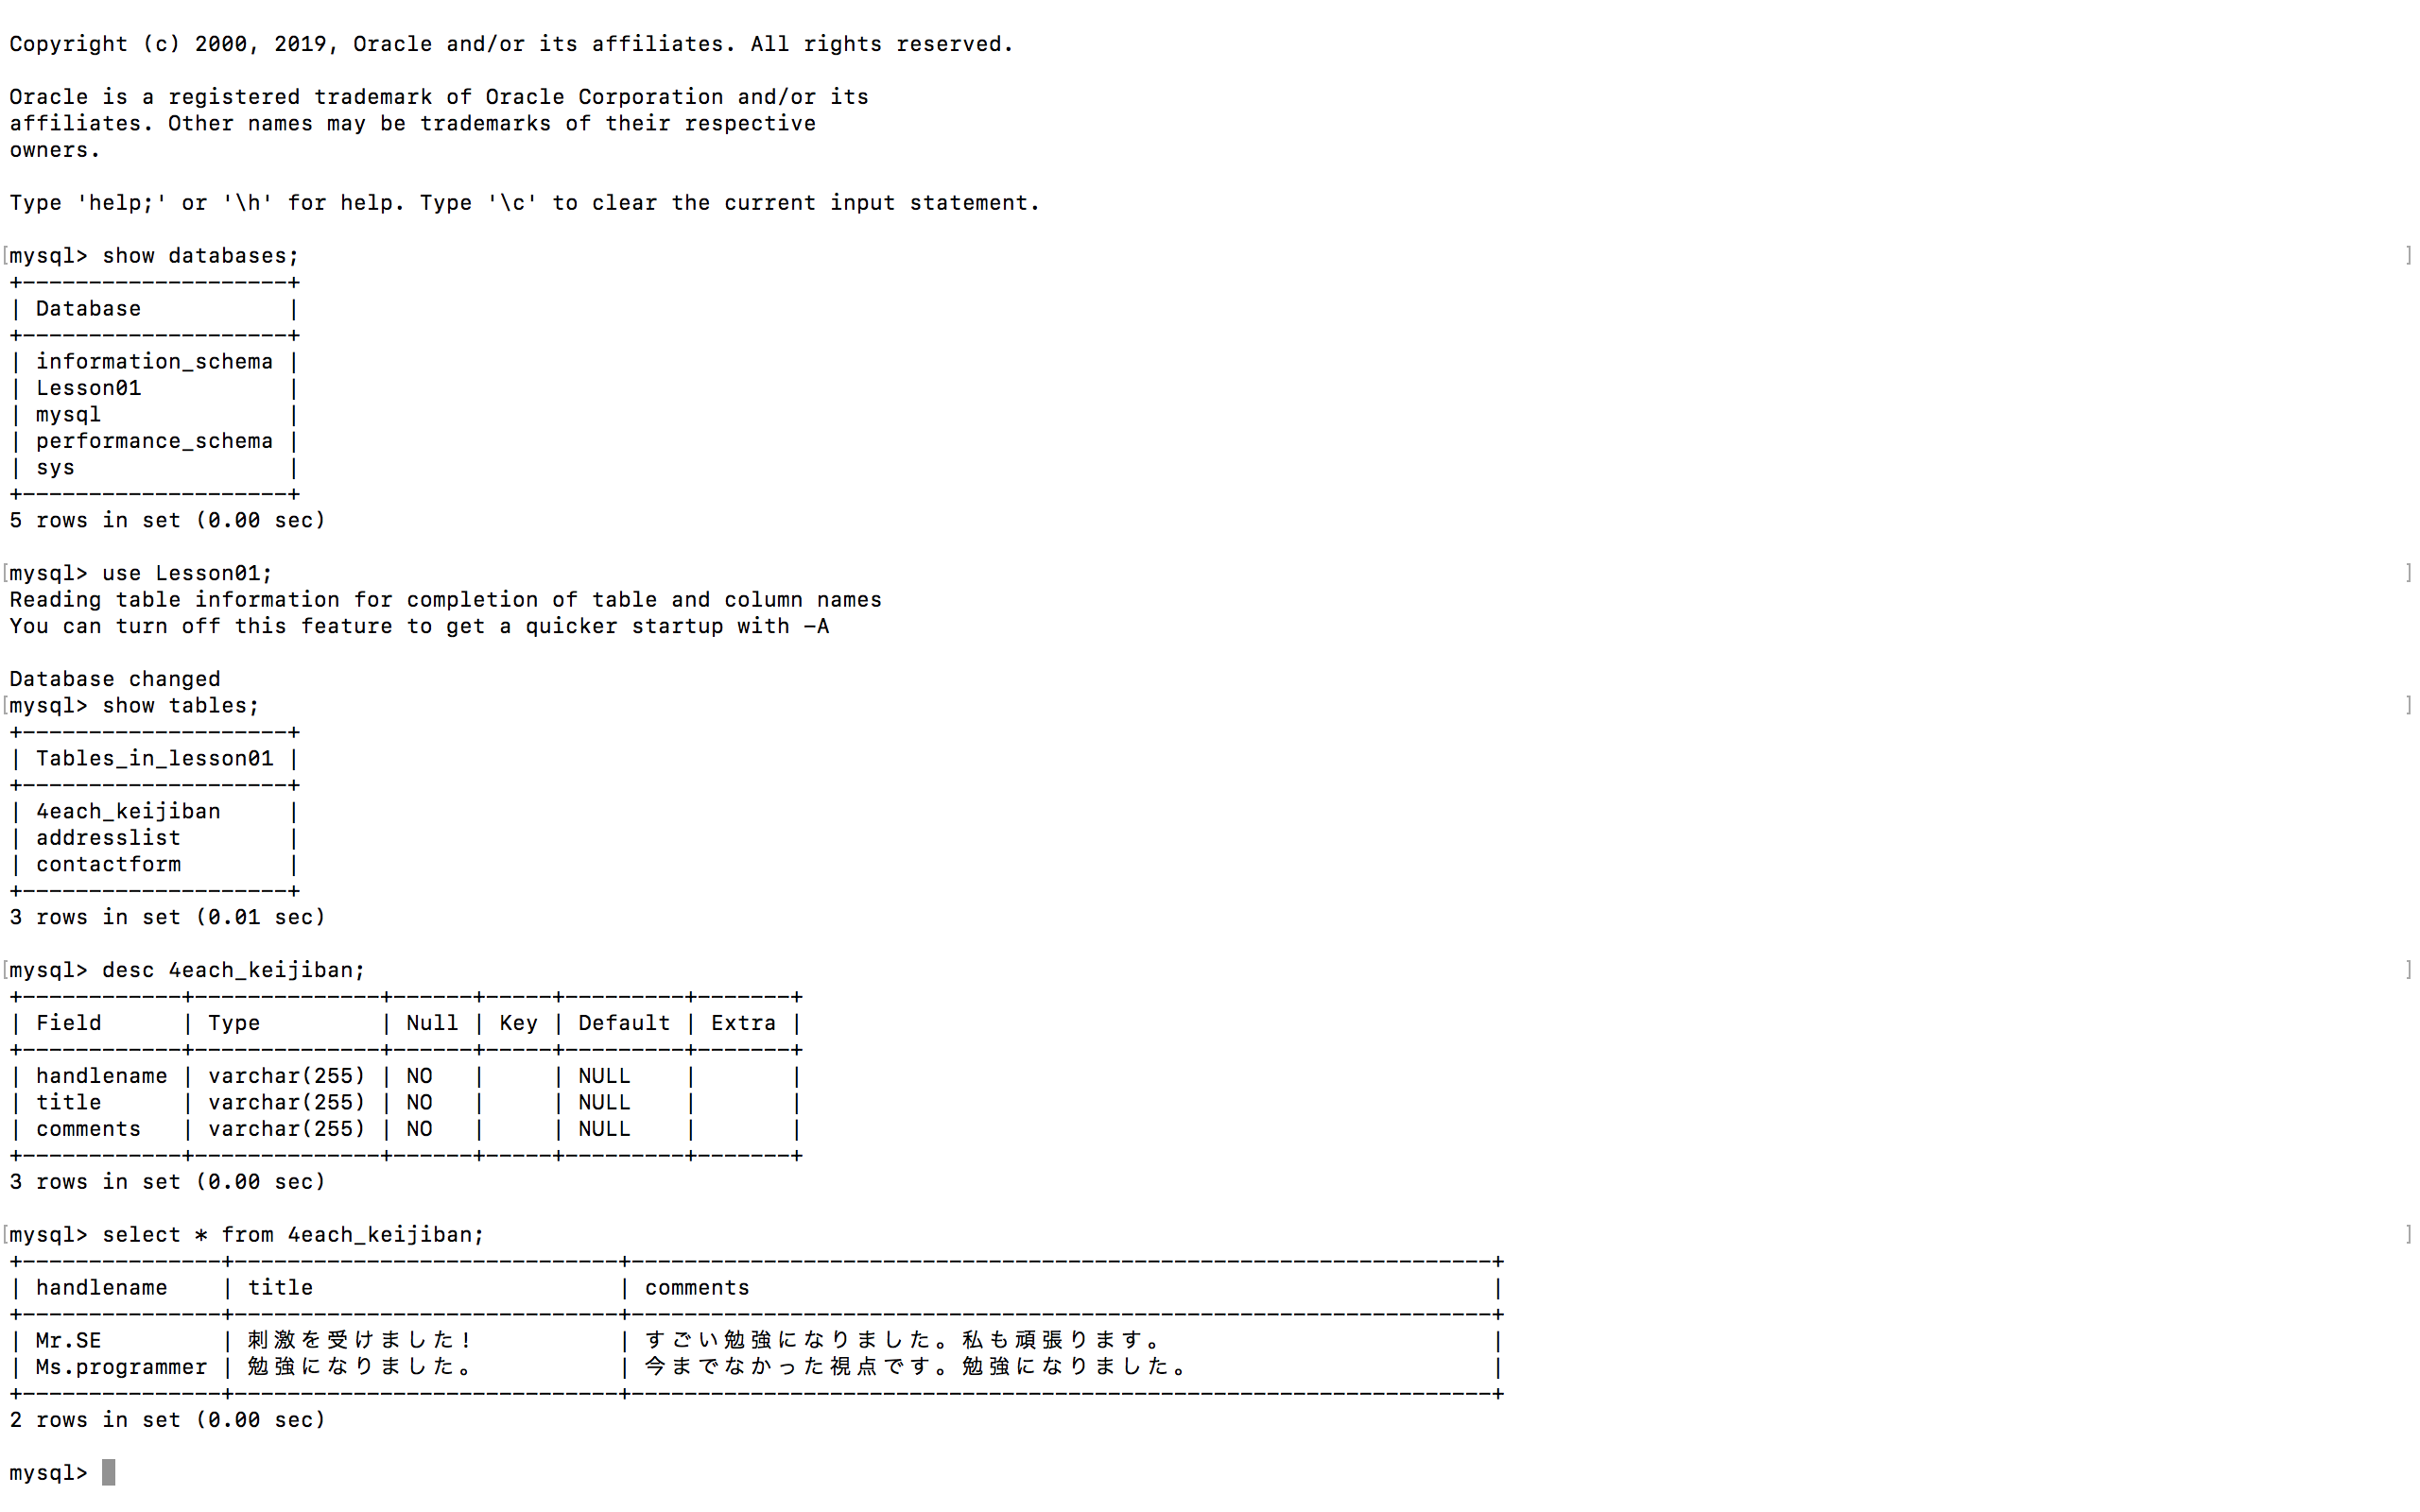 Copyright (c) 2000, 2019, Oracle and/or its affiliates. All rights reserved.
Oracle is a registered trademark of Oracle Corporation and/or its
affiliates. Other names may be trademarks of their respective
owners.
Type 'help;' or '\h' for help. Type '\c' to clear the current input statement.
[mysql> show databases; ]
+--------------------+
| Database           |
+--------------------+
| information_schema |
| Lesson01           |
| mysql              |
| performance_schema |
| sys                |
+--------------------+
5 rows in set (0.00 sec)
[mysql> use Lesson01; ]
Reading table information for completion of table and column names
You can turn off this feature to get a quicker startup with -A
Database changed
[mysql> show tables; ]
+--------------------+
| Tables_in_lesson01 |
+--------------------+
| 4each_keijiban     |
| addresslist        |
| contactform        |
+--------------------+
3 rows in set (0.01 sec)
[mysql> desc 4each_keijiban; ]
+------------+--------------+------+-----+---------+-------+
| Field      | Type         | Null | Key | Default | Extra |
+------------+--------------+------+-----+---------+-------+
| handlename | varchar(255) | NO   |     | NULL    |       |
| title      | varchar(255) | NO   |     | NULL    |       |
| comments   | varchar(255) | NO   |     | NULL    |       |
+------------+--------------+------+-----+---------+-------+
3 rows in set (0.00 sec)
[mysql> select * from 4each_keijiban; ]
+---------------+-----------------------------+-----------------------------------------------------------------+
| handlename    | title                       | comments                                                        |
+---------------+-----------------------------+-----------------------------------------------------------------+
| Mr.SE         | 刺激を受けました! | すごい勉強になりました。私も頑張ります。 |
| Ms.programmer | 勉強になりました。 | 今までなかった視点です。勉強になりました。 |
+---------------+-----------------------------+-----------------------------------------------------------------+
2 rows in set (0.00 sec)
mysql>